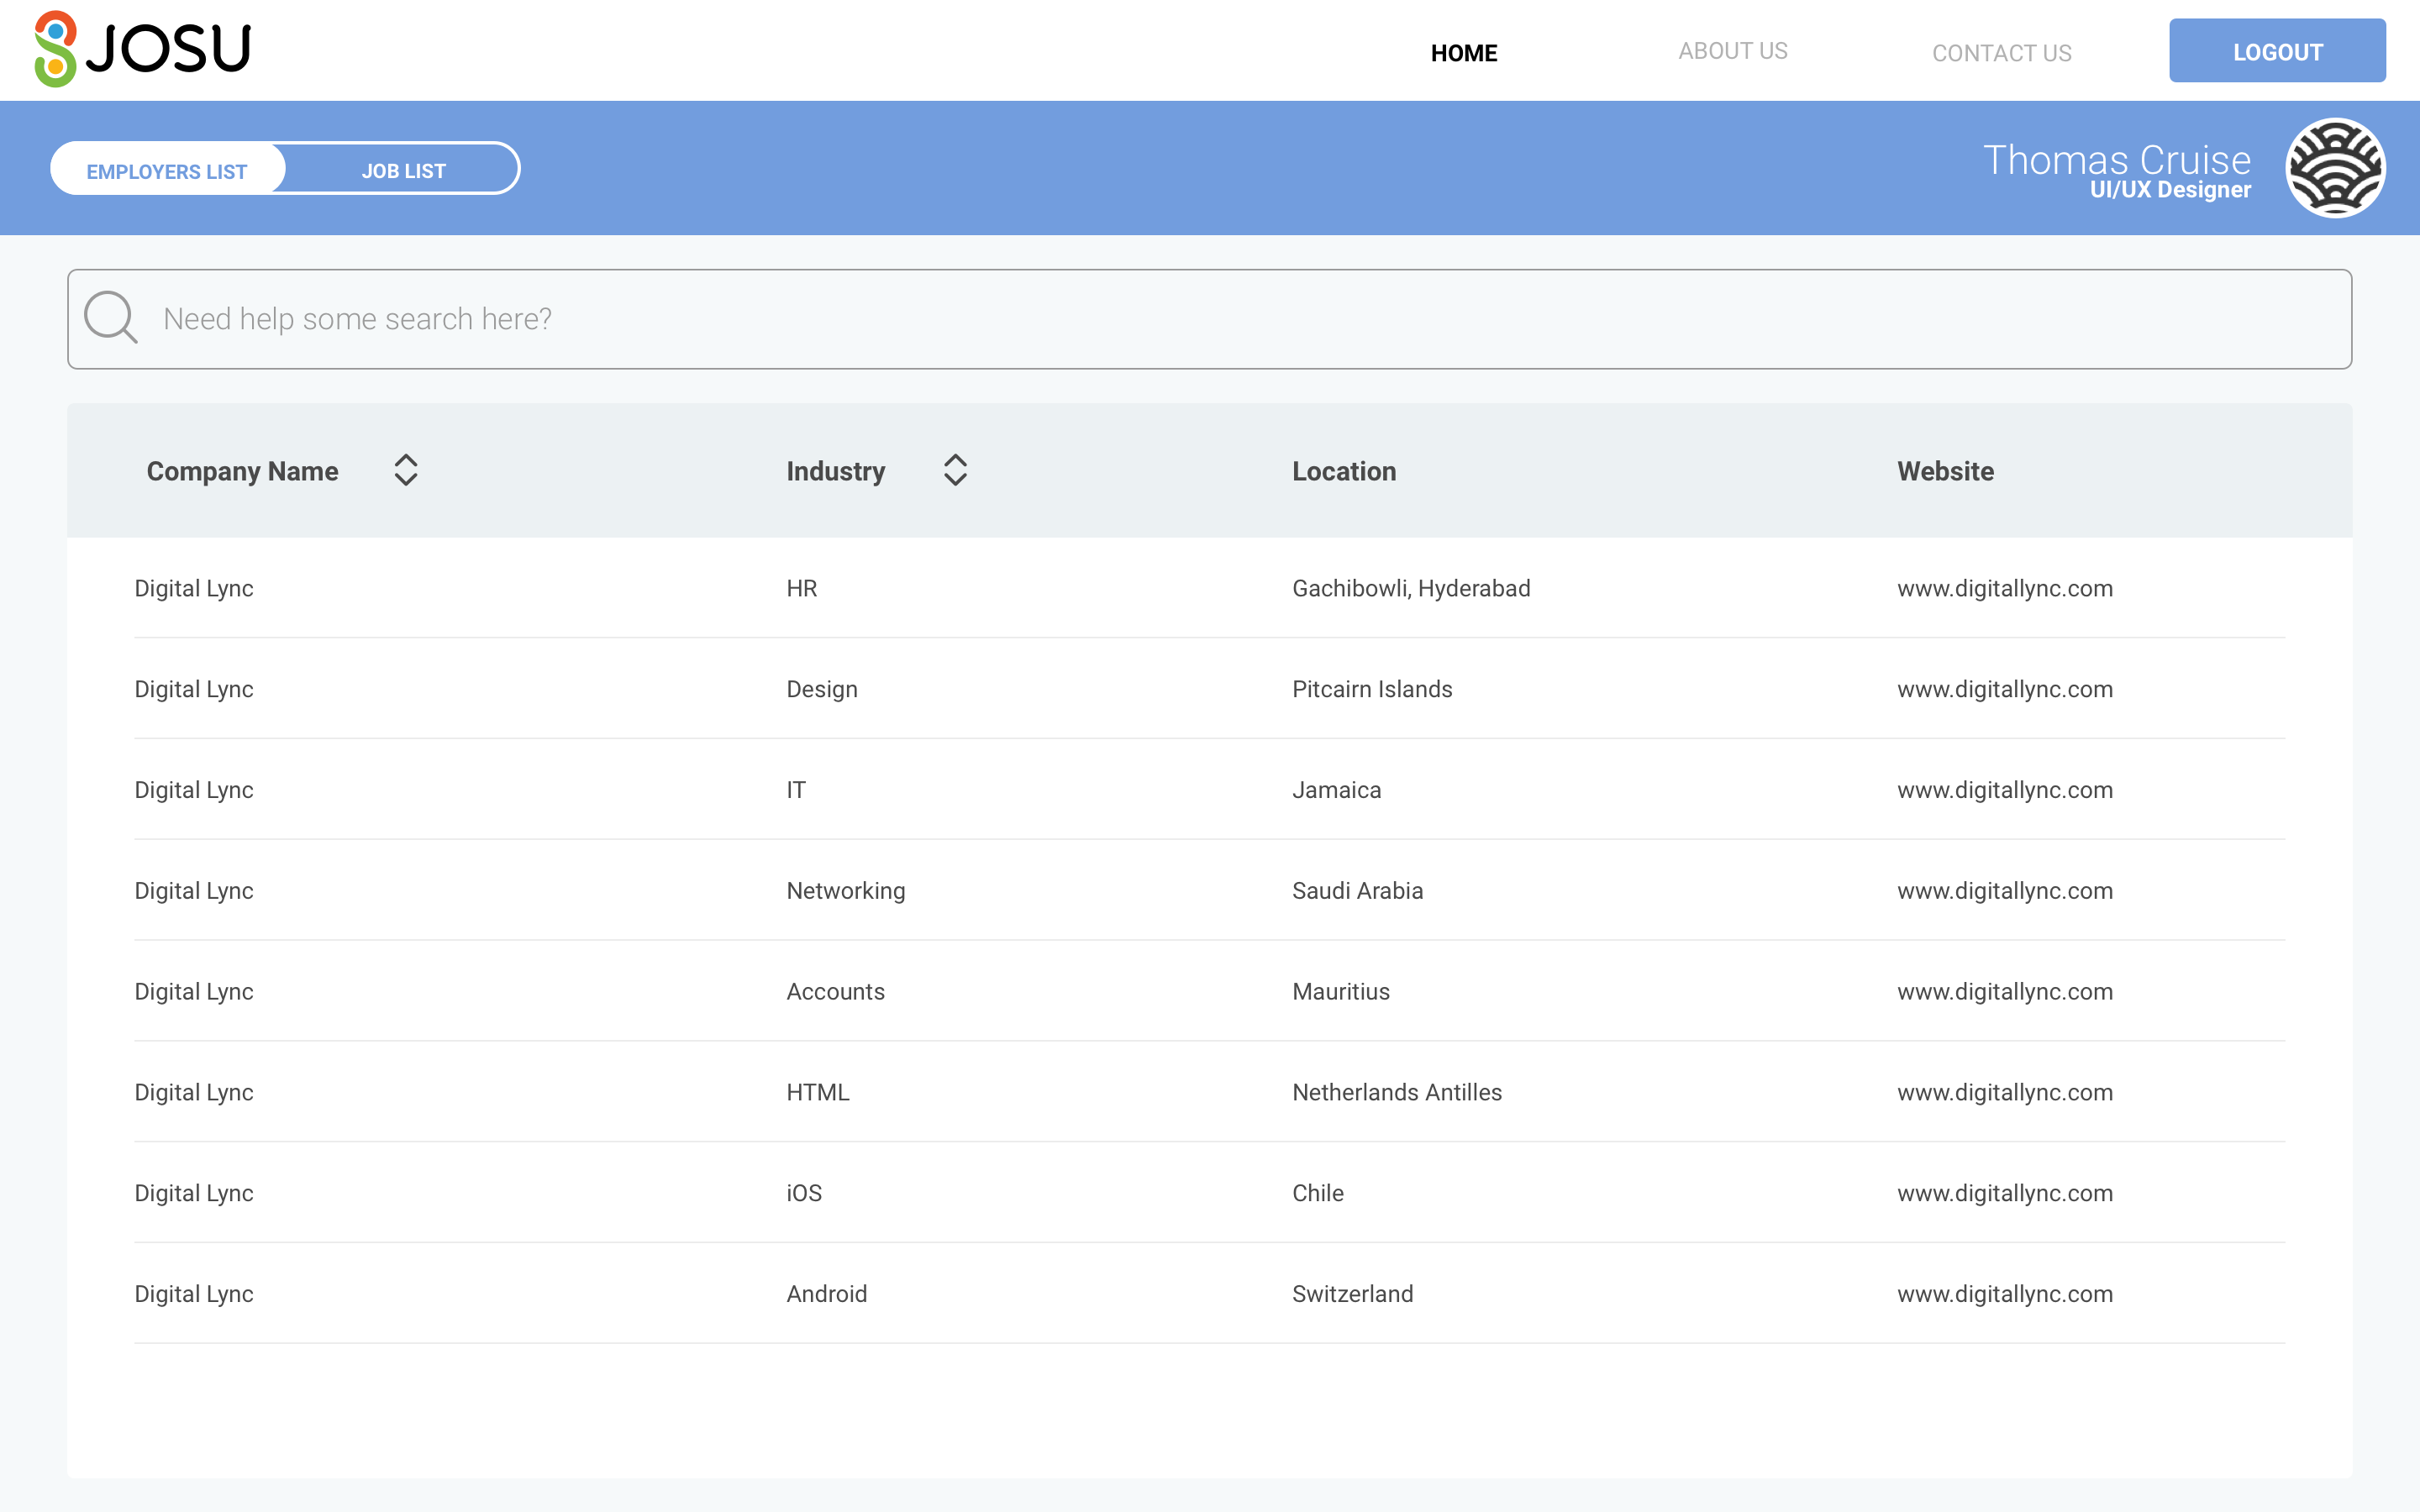 JOSU
HOME ABOUT US CONTACT US LOGOUT
EMPLOYERS LIST JOB LIST
Thomas Cruise
UI/UX Designer
Need help some search here?
Company Name Industry Location Website
Digital Lync HR Gachibowli, Hyderabad www.digitallync.com
Digital Lync Design Pitcairn Islands www.digitallync.com
Digital Lync IT Jamaica www.digitallync.com
Digital Lync Networking Saudi Arabia www.digitallync.com
Digital Lync Accounts Mauritius www.digitallync.com
Digital Lync HTML Netherlands Antilles www.digitallync.com
Digital Lync iOS Chile www.digitallync.com
Digital Lync Android Switzerland www.digitallync.com